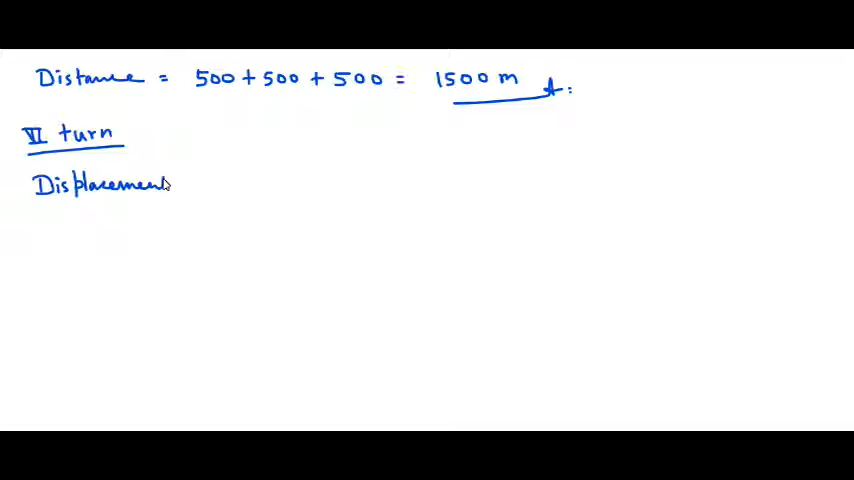 Distance = 500 + 500 + 500 = 1500 m
VI turn
Displacement